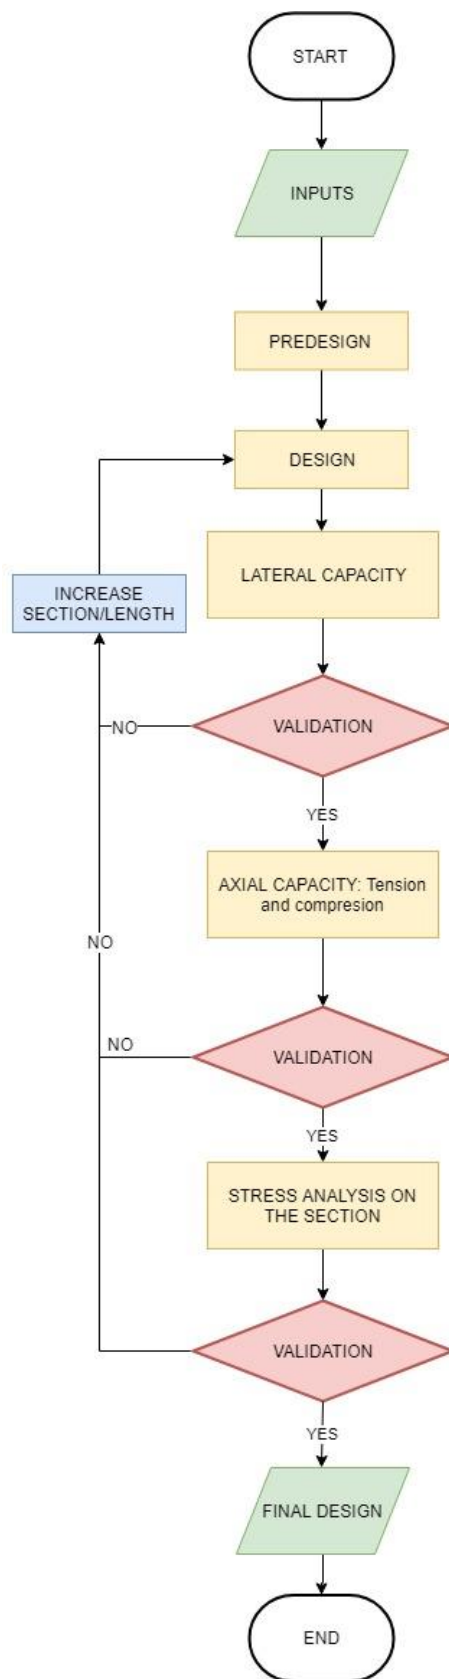 START
INPUTS
PREDESIGN
DESIGN
INCREASE
SECTION/LENGTH
LATERAL CAPACITY
VALIDATION
NO
YES
AXIAL CAPACITY: Tension
and compresion
NO
VALIDATION
NO
YES
STRESS ANALYSIS ON
THE SECTION
VALIDATION
YES
FINAL DESIGN
END